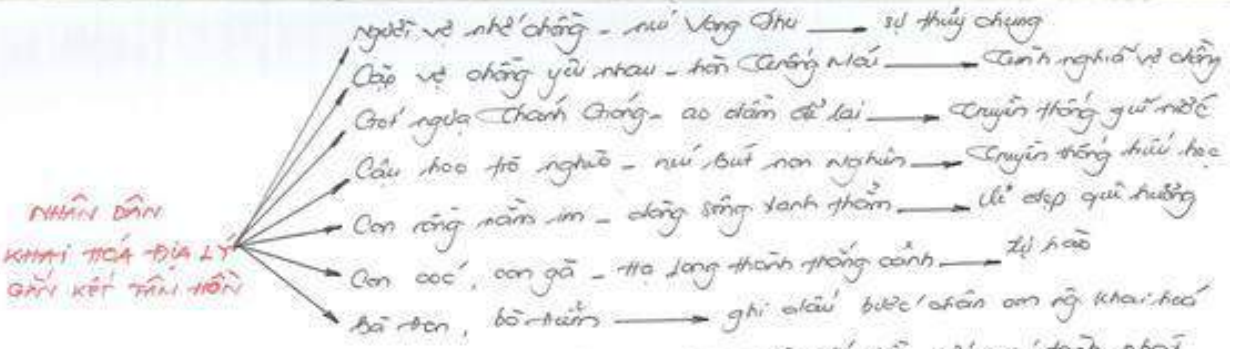 Người vợ nhớ chồng - núi Vọng Phu → sự thủy chung
Cặp vợ chồng yêu nhau - hòn Trống Mái → Tình nghĩa vợ chồng
Gót ngựa Thánh Gióng - ao đầm để lại → Truyền thống giữ nước
Cậu học trò nghèo - núi Bút non Nghiên → Truyền thống hiếu học
Con rồng nằm im - dòng sông xanh thẳm → vẻ đẹp quê hương
Con cóc, con gà - Hạ Long thành thắng cảnh → tự hào
Bà Đen, bà Điểm → ghi dấu bước chân ông khai hoá
NHÂN DÂN
KHAI HÓA ĐỊA LÝ
GẮN KẾT TÂM HỒN